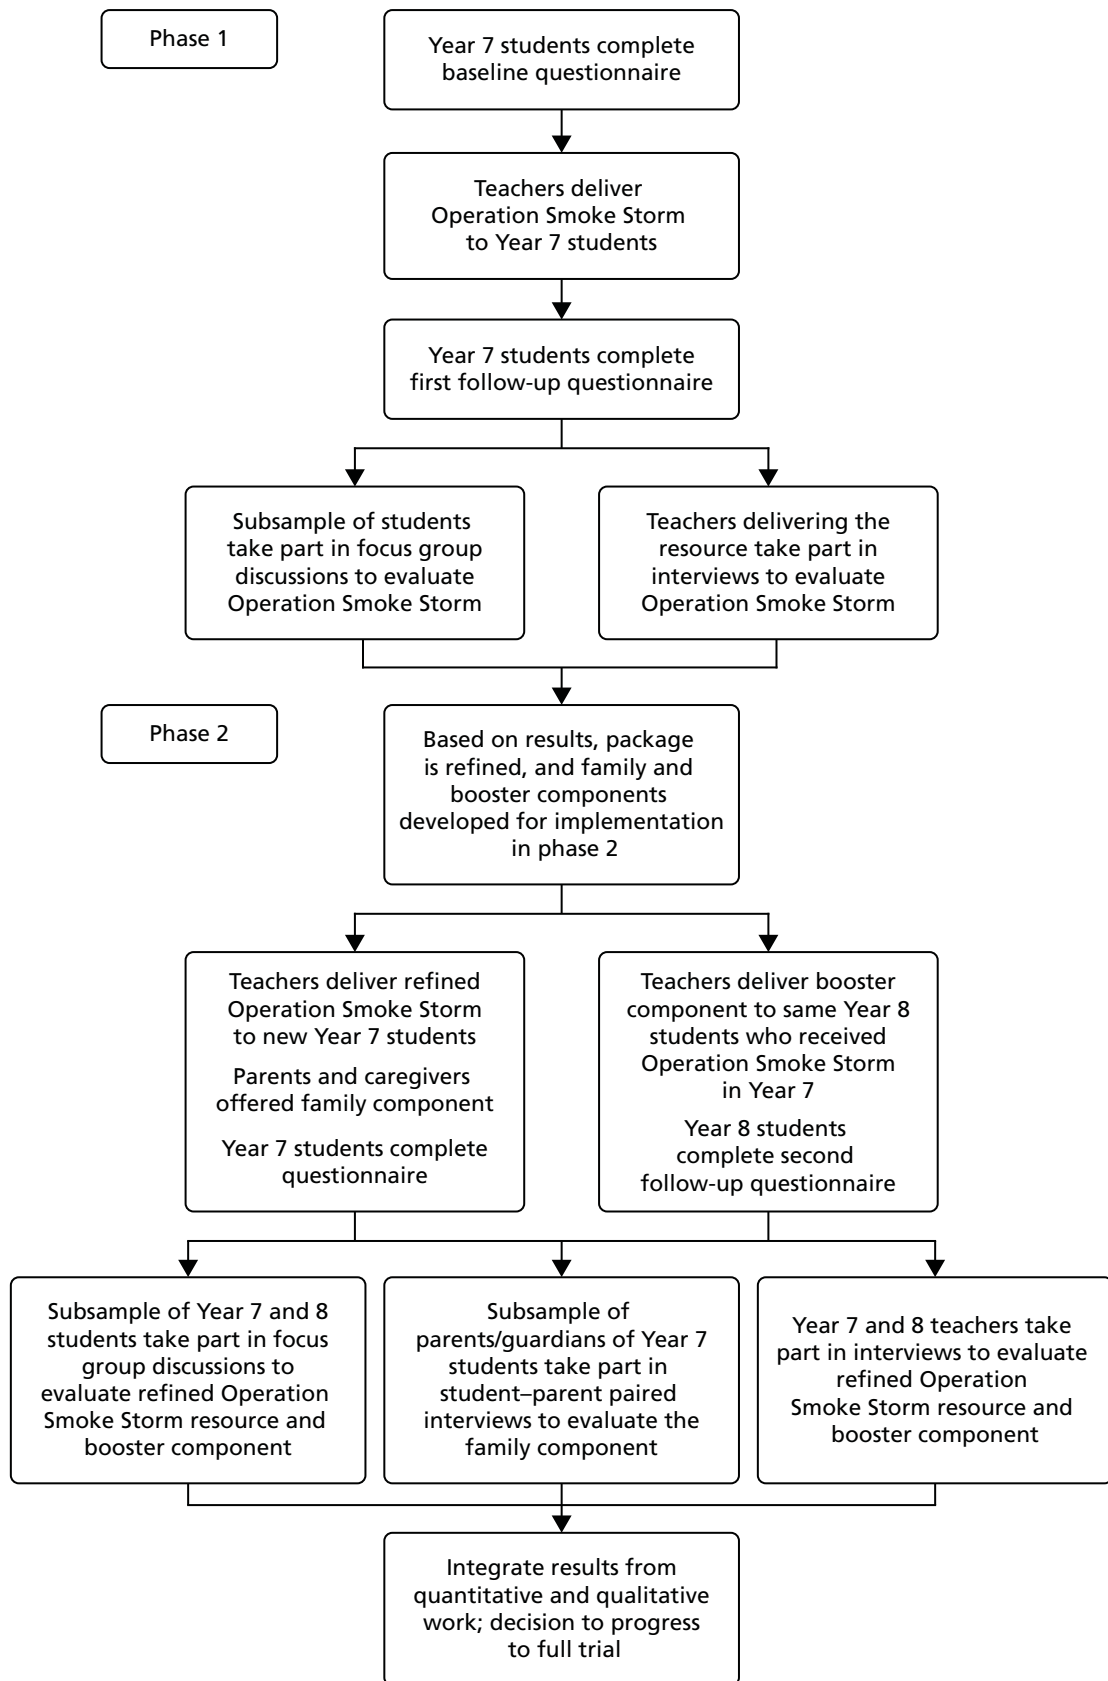 Phase 1
Year 7 students complete
baseline questionnaire
Teachers deliver
Operation Smoke Storm
to Year 7 students
Year 7 students complete
first follow-up questionnaire
Subsample of students
take part in focus group
discussions to evaluate
Operation Smoke Storm
Teachers delivering the
resource take part in
interviews to evaluate
Operation Smoke Storm
Phase 2
Based on results, package
is refined, and family and
booster components
developed for implementation
in phase 2
Teachers deliver refined
Operation Smoke Storm
to new Year 7 students
Parents and caregivers
offered family component
Year 7 students complete
questionnaire
Teachers deliver booster
component to same Year 8
students who received
Operation Smoke Storm
in Year 7
Year 8 students
complete second
follow-up questionnaire
Subsample of Year 7 and 8
students take part in focus
group discussions to
evaluate refined Operation
Smoke Storm resource and
booster component
Subsample of
parents/guardians of Year 7
students take part in
student–parent paired
interviews to evaluate the
family component
Year 7 and 8 teachers take
part in interviews to evaluate
refined Operation
Smoke Storm resource and
booster component
Integrate results from
quantitative and qualitative
work; decision to progress
to full trial